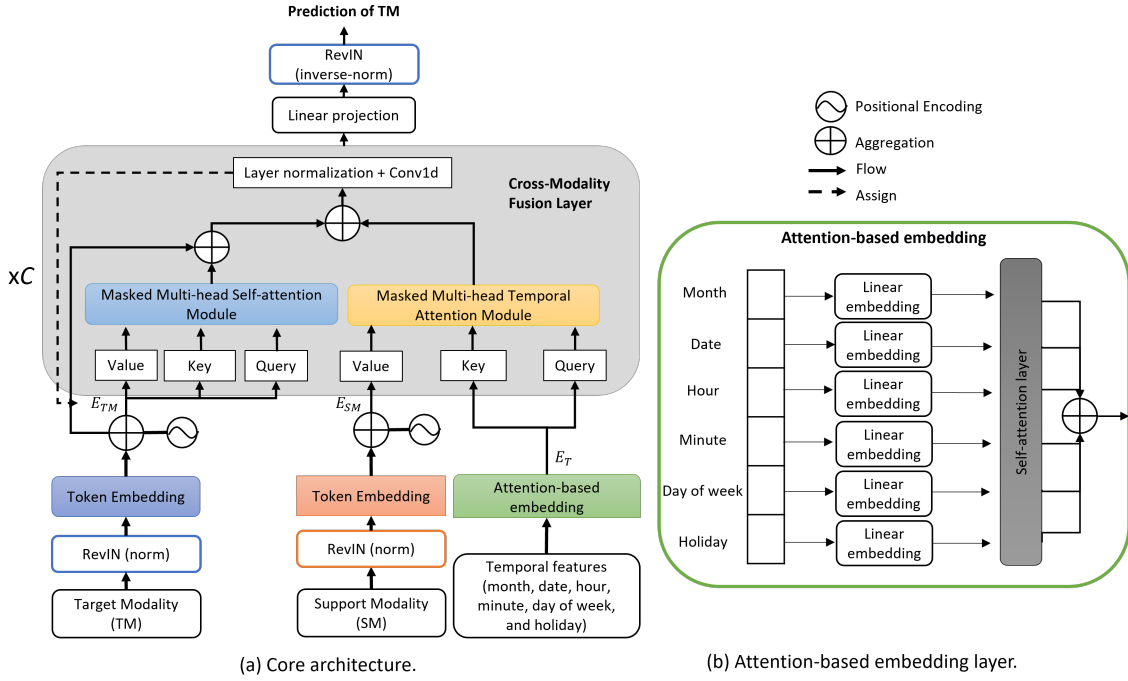 Prediction of TM
RevIN
(inverse-norm)
Linear projection
Layer normalization + Conv1d
Cross-Modality
Fusion Layer
xC
Masked Multi-head Self-attention
Module
Masked Multi-head Temporal
Attention Module
Value
Key
Query
Value
Key
Query
E_TM
E_SM
E_T
Token Embedding
Token Embedding
Attention-based
embedding
RevIN (norm)
RevIN (norm)
Target Modality
(TM)
Support Modality
(SM)
Temporal features
(month, date, hour,
minute, day of week,
and holiday)
(a) Core architecture.
Positional Encoding
Aggregation
Flow
Assign
Attention-based embedding
Month
Linear
embedding
Date
Linear
embedding
Hour
Linear
embedding
Minute
Linear
embedding
Day of week
Linear
embedding
Holiday
Linear
embedding
Self-attention layer
(b) Attention-based embedding layer.